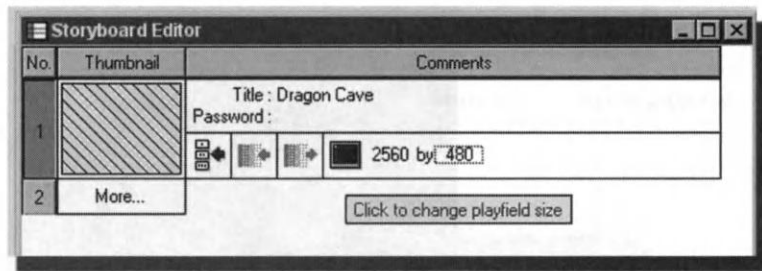 Storyboard Editor
No. Thumbnail Comments
1
Title : Dragon Cave
Password :
2560 by 480
2 More...
Click to change playfield size